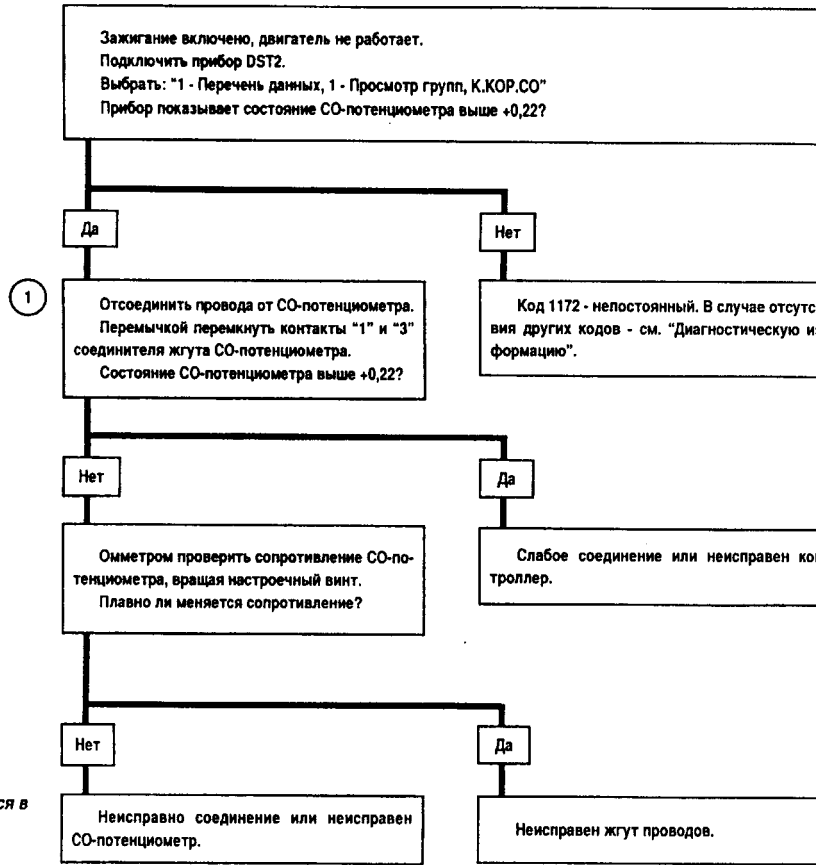 Зажигание включено, двигатель не работает.
Подключить прибор DST2.
Выбрать: "1 - Перечень данных, 1 - Просмотр групп, К.КОР.СО"
Прибор показывает состояние СО-потенциометра выше +0,22?
Да
Нет
1
Отсоединить провода от СО-потенциометра.
Перемычкой перемкнуть контакты "1" и "3"
соединителя жгута СО-потенциометра.
Состояние СО-потенциометра выше +0,22?
Код 1172 - непостоянный. В случае отсутс
вия других кодов - см. "Диагностическую и
формацию".
Нет
Да
Омметром проверить сопротивление СО-по-
тенциометра, вращая настроечный винт.
Плавно ли меняется сопротивление?
Слабое соединение или неисправен ко
троллер.
Нет
Да
ся в
Неисправно соединение или неисправен
СО-потенциометр.
Неисправен жгут проводов.